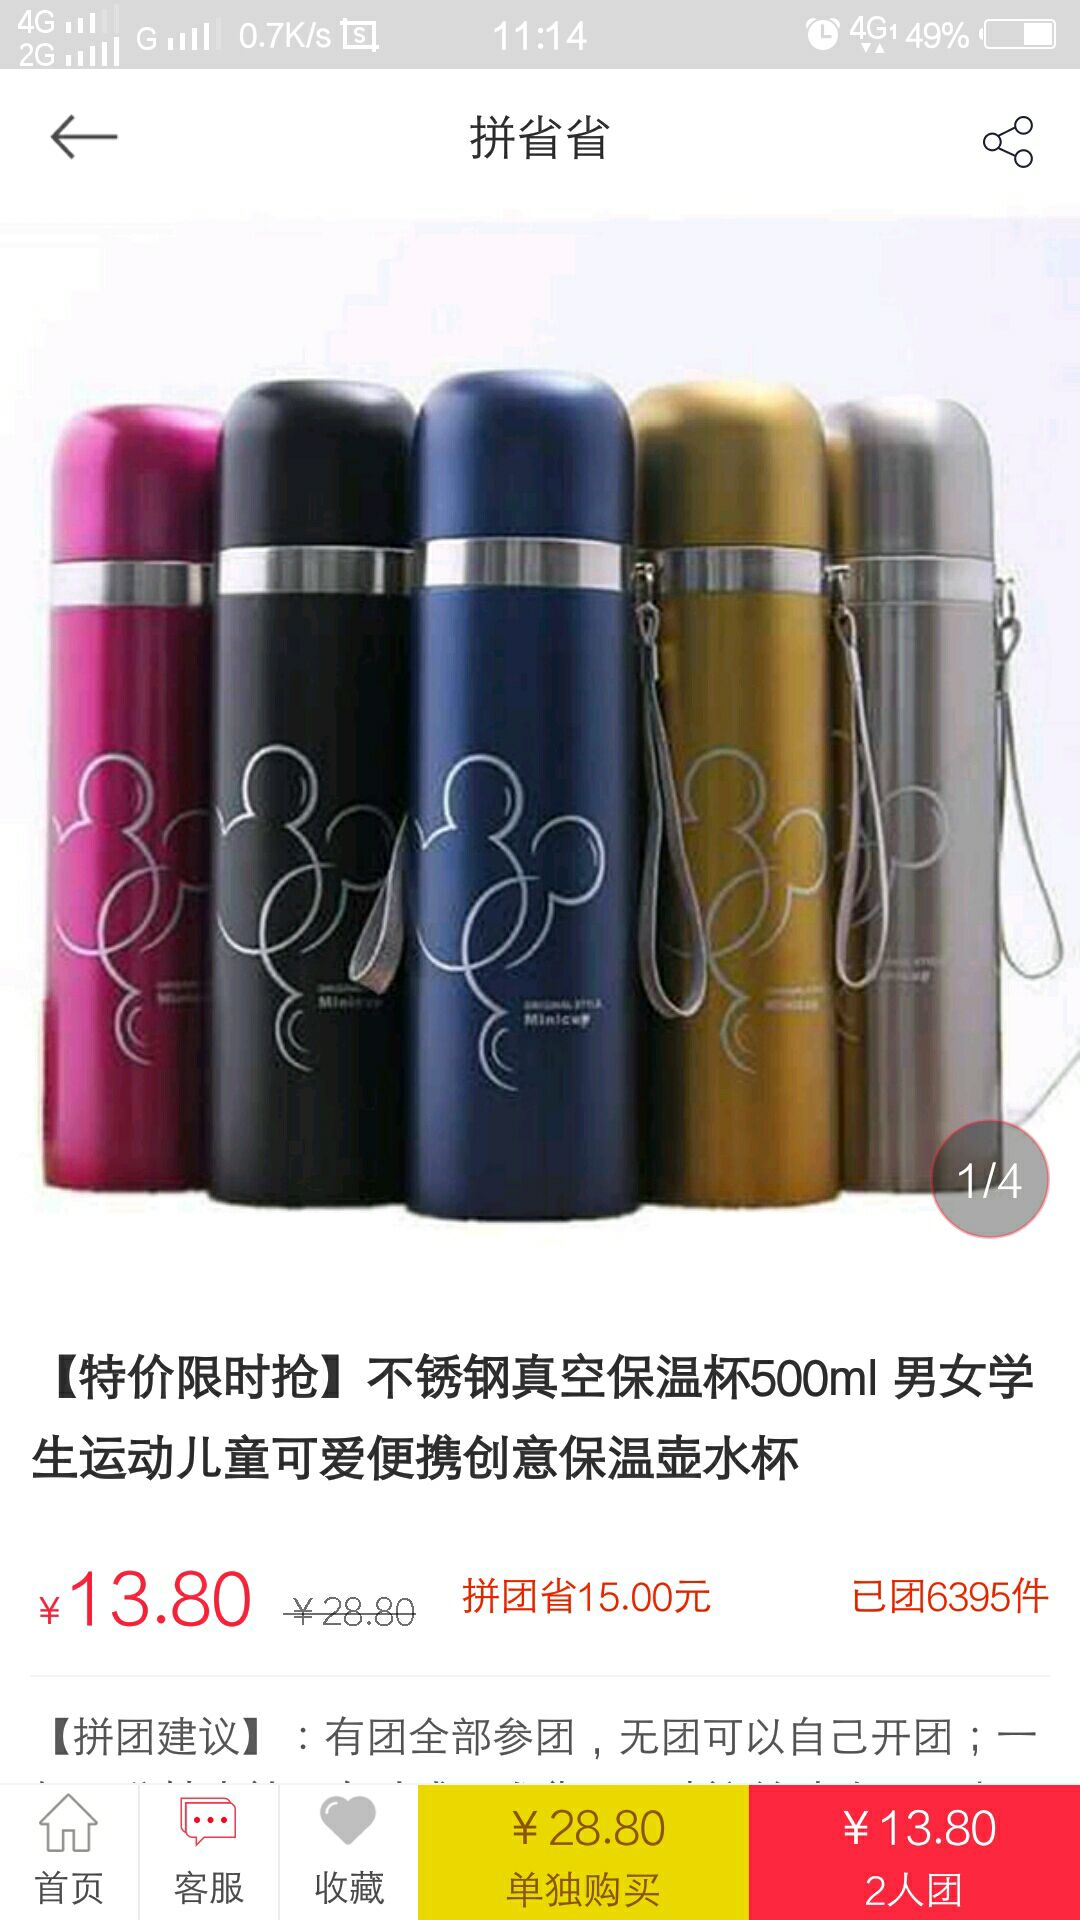 4G
2G
G 0.7K/s S 11:14 4G1 49%
拼省省
ORIGINAL STYLE
Minicup
1/4
【特价限时抢】不锈钢真空保温杯500ml 男女学
生运动儿童可爱便携创意保温壶水杯
¥13.80 ¥28.80 拼团省15.00元 已团6395件
【拼团建议】：有团全部参团，无团可以自己开团；一
¥28.80 ¥13.80
首页 客服 收藏 单独购买 2人团